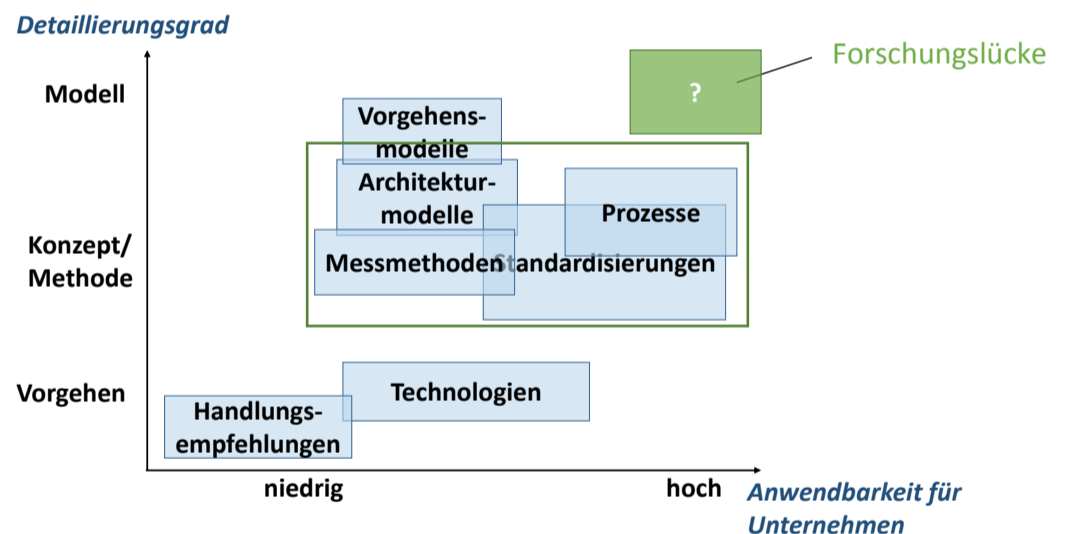 Detaillierungsgrad
Forschungslücke
Modell
?
Vorgehens-
modelle
Architektur-
modelle
Prozesse
Konzept/
Methode
Messmethoden
Standardisierungen
Vorgehen
Technologien
Handlungs-
empfehlungen
niedrig
hoch
Anwendbarkeit für
Unternehmen